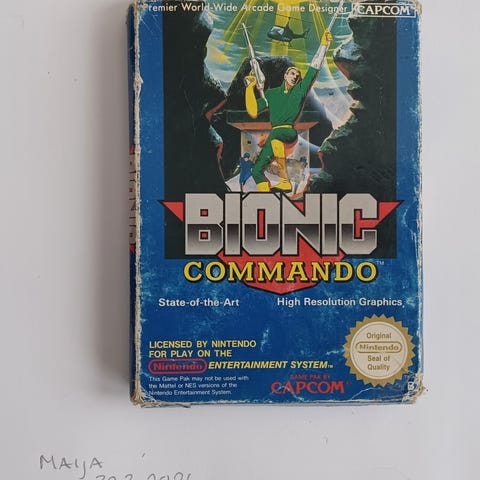 Premier World-Wide Arcade Game Designer CAPCOM
BIONIC
COMMANDO™
State-of-the-Art High Resolution Graphics
LICENSED BY NINTENDO
FOR PLAY ON THE
Nintendo ENTERTAINMENT SYSTEM™
This Game Pak may not be used with
the Mattel or NES versions of the
Nintendo Entertainment System.
GAME PAK BY
CAPCOM
Original
Nintendo
Seal of
Quality
B
MAIJA